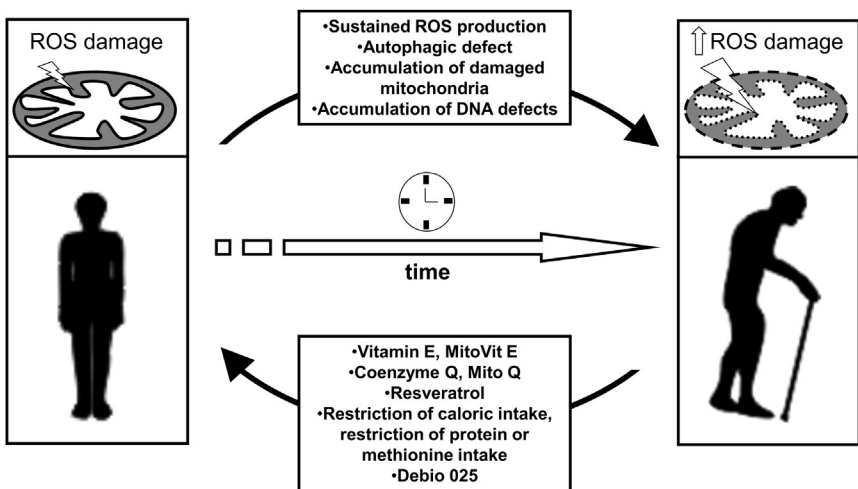 ROS damage
•Sustained ROS production
•Autophagic defect
•Accumulation of damaged
mitochondria
•Accumulation of DNA defects
⇧ROS damage
time
•Vitamin E, MitoVit E
•Coenzyme Q, Mito Q
•Resveratrol
•Restriction of caloric intake,
restriction of protein or
methionine intake
•Debio 025